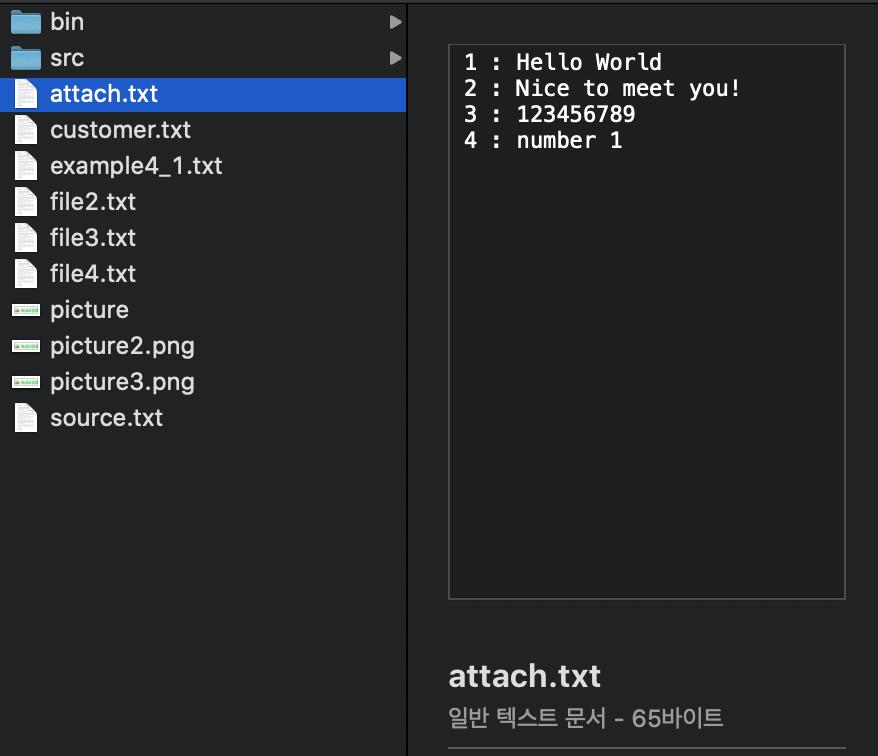 bin
src
attach.txt
customer.txt
example4_1.txt
file2.txt
file3.txt
file4.txt
picture
picture2.png
picture3.png
source.txt
1 : Hello World
2 : Nice to meet you!
3 : 123456789
4 : number 1
attach.txt
일반 텍스트 문서 - 65바이트